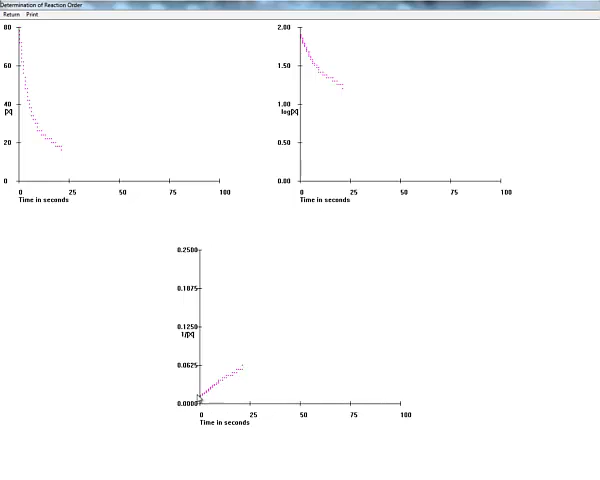 Determination of Reaction Order
Return Print
80
60
40
[X]
20
0
0 25 50 75 100
Time in seconds
2.00
1.50
1.00
log[X]
0.50
0.00
0 25 50 75 100
Time in seconds
0.2500
0.1875
0.1250
1/[X]
0.0625
0.0000
0 25 50 75 100
Time in seconds